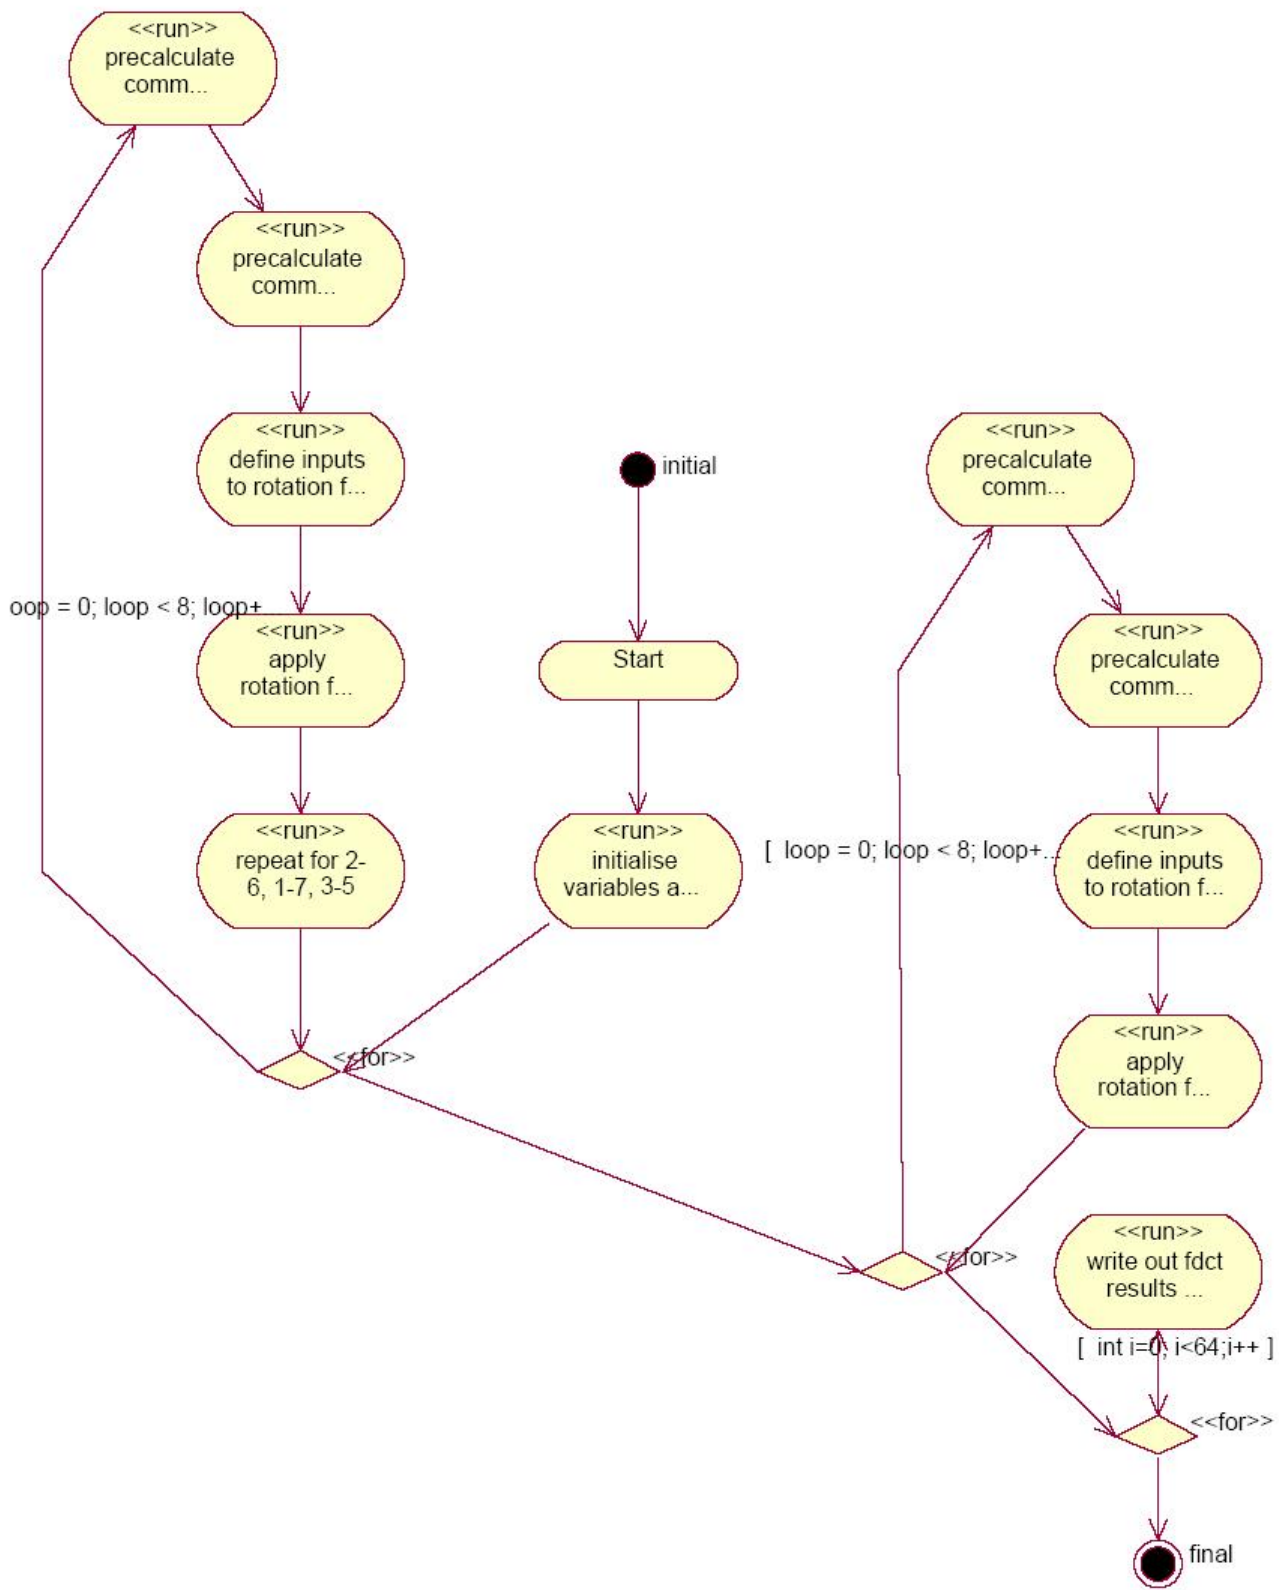 <<run>>
precalculate
comm...
<<run>>
precalculate
comm...
<<run>>
define inputs
to rotation f...
oop = 0; loop < 8; loop+...
<<run>>
apply
rotation f...
<<run>>
repeat for 2-
6, 1-7, 3-5
<<for>>
initial
Start
<<run>>
initialise
variables a...
<<run>>
precalculate
comm...
<<run>>
precalculate
comm...
[ loop = 0; loop < 8; loop+...
<<run>>
define inputs
to rotation f...
<<run>>
apply
rotation f...
<<for>>
<<run>>
write out fdct
results ...
[ int i=0; i<64;i++ ]
<<for>>
final